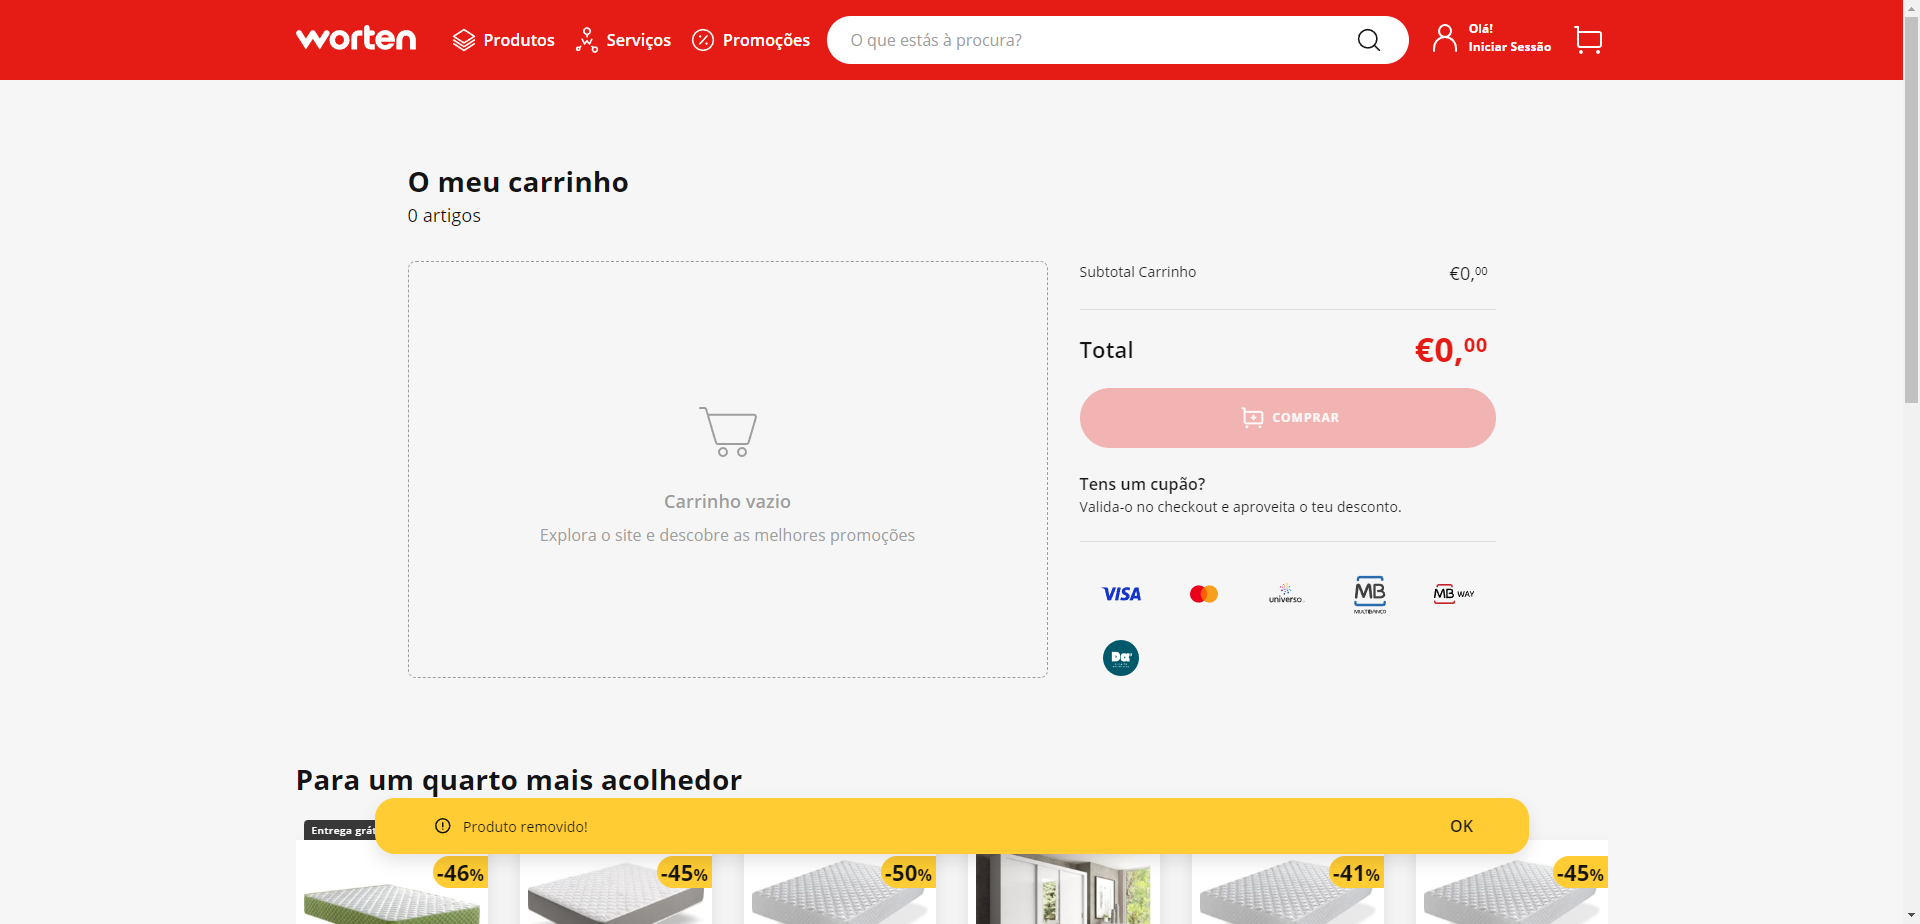 worten
Produtos
Serviços
Promoções
O que estás à procura?
Olá!
Iniciar Sessão
O meu carrinho
0 artigos
Carrinho vazio
Explora o site e descobre as melhores promoções
Subtotal Carrinho
€0,00
Total
€0,00
COMPRAR
Tens um cupão?
Valida-o no checkout e aproveita o teu desconto.
VISA
universo
MB
MULTIBANCO
MB WAY
Da
Para um quarto mais acolhedor
Produto removido!
OK
Entrega
-46%
-45%
-50%
-41%
-45%